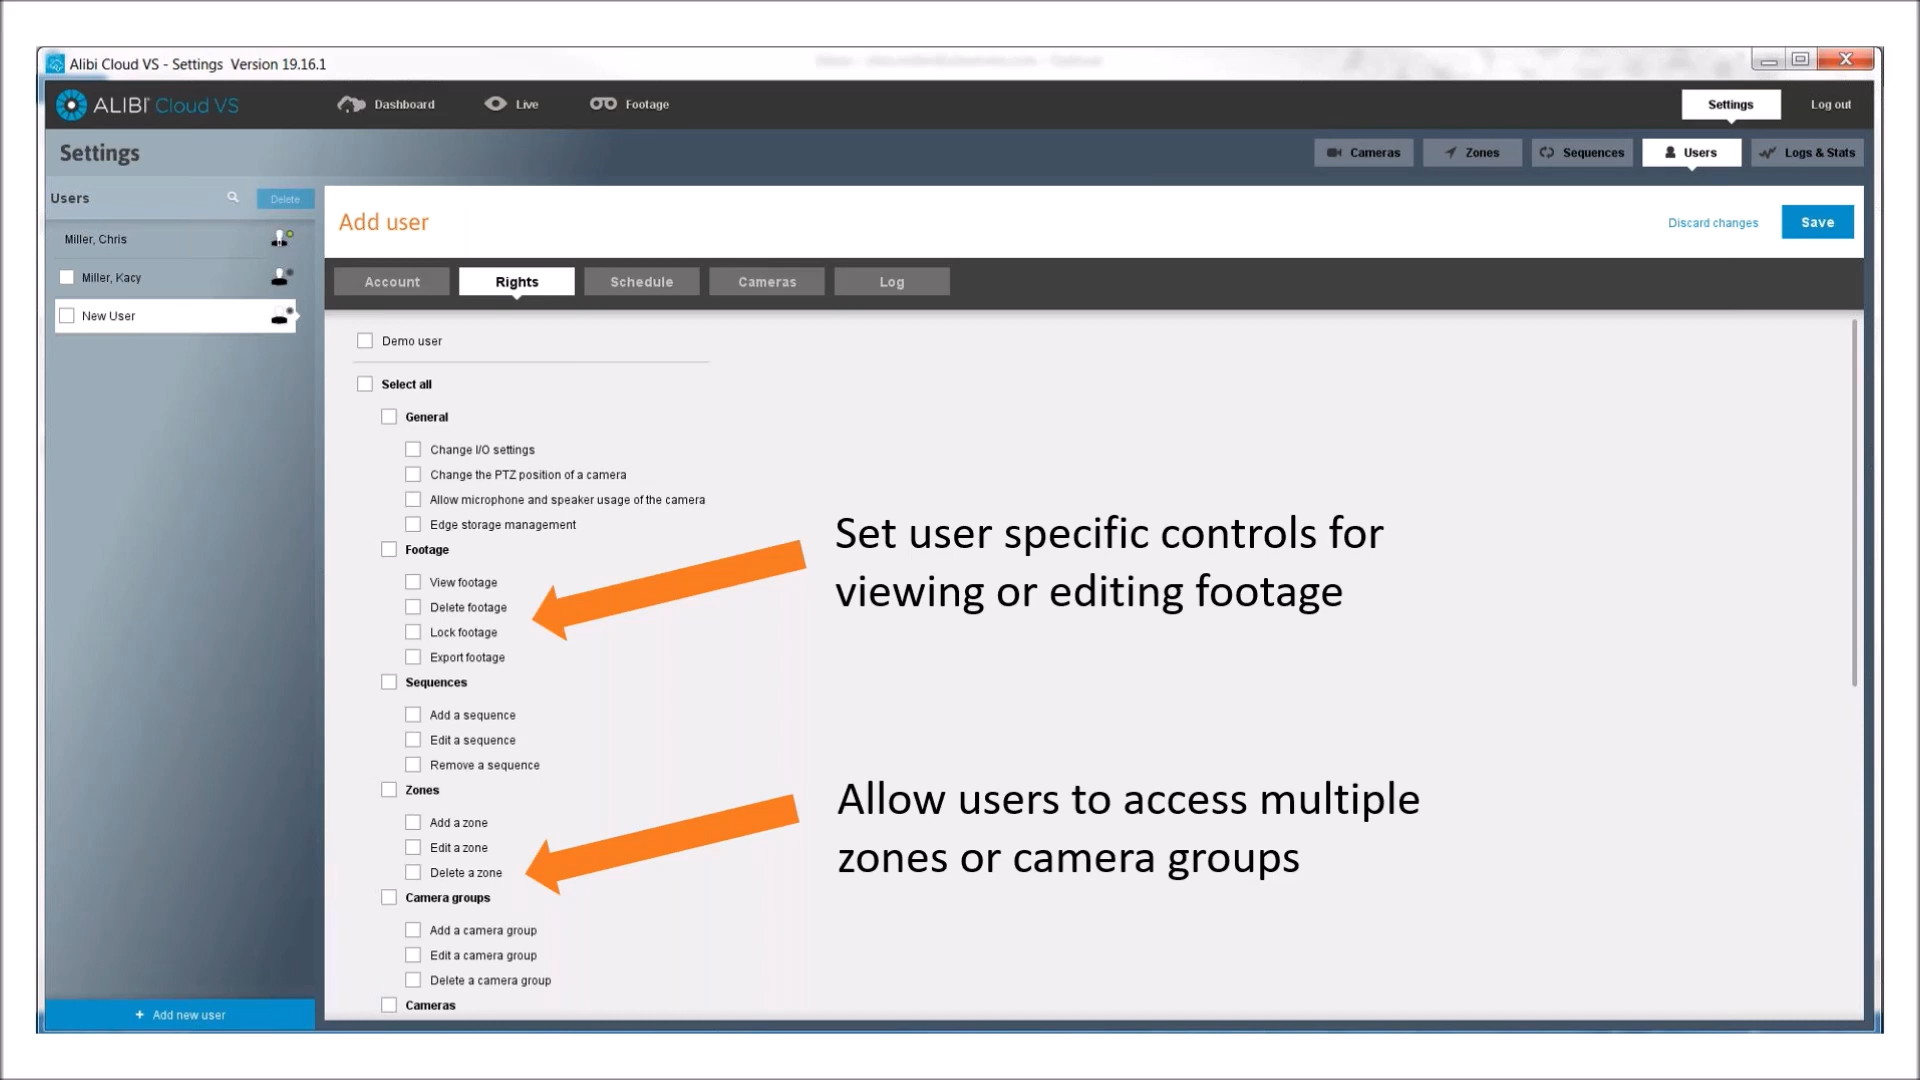 Alibi Cloud VS - Settings Version 19.16.1
ALIBI Cloud VS
Dashboard
Live
Footage
Settings
Log out
Settings
Cameras
Zones
Sequences
Users
Logs & Stats
Users
Delete
Add user
Discard changes
Save
Miller, Chris
Miller, Kacy
New User
Account
Rights
Schedule
Cameras
Log
Demo user
Select all
General
Change I/O settings
Change the PTZ position of a camera
Allow microphone and speaker usage of the camera
Edge storage management
Footage
View footage
Delete footage
Lock footage
Export footage
Set user specific controls for
viewing or editing footage
Sequences
Add a sequence
Edit a sequence
Remove a sequence
Zones
Add a zone
Edit a zone
Delete a zone
Allow users to access multiple
zones or camera groups
Camera groups
Add a camera group
Edit a camera group
Delete a camera group
Cameras
+ Add new user